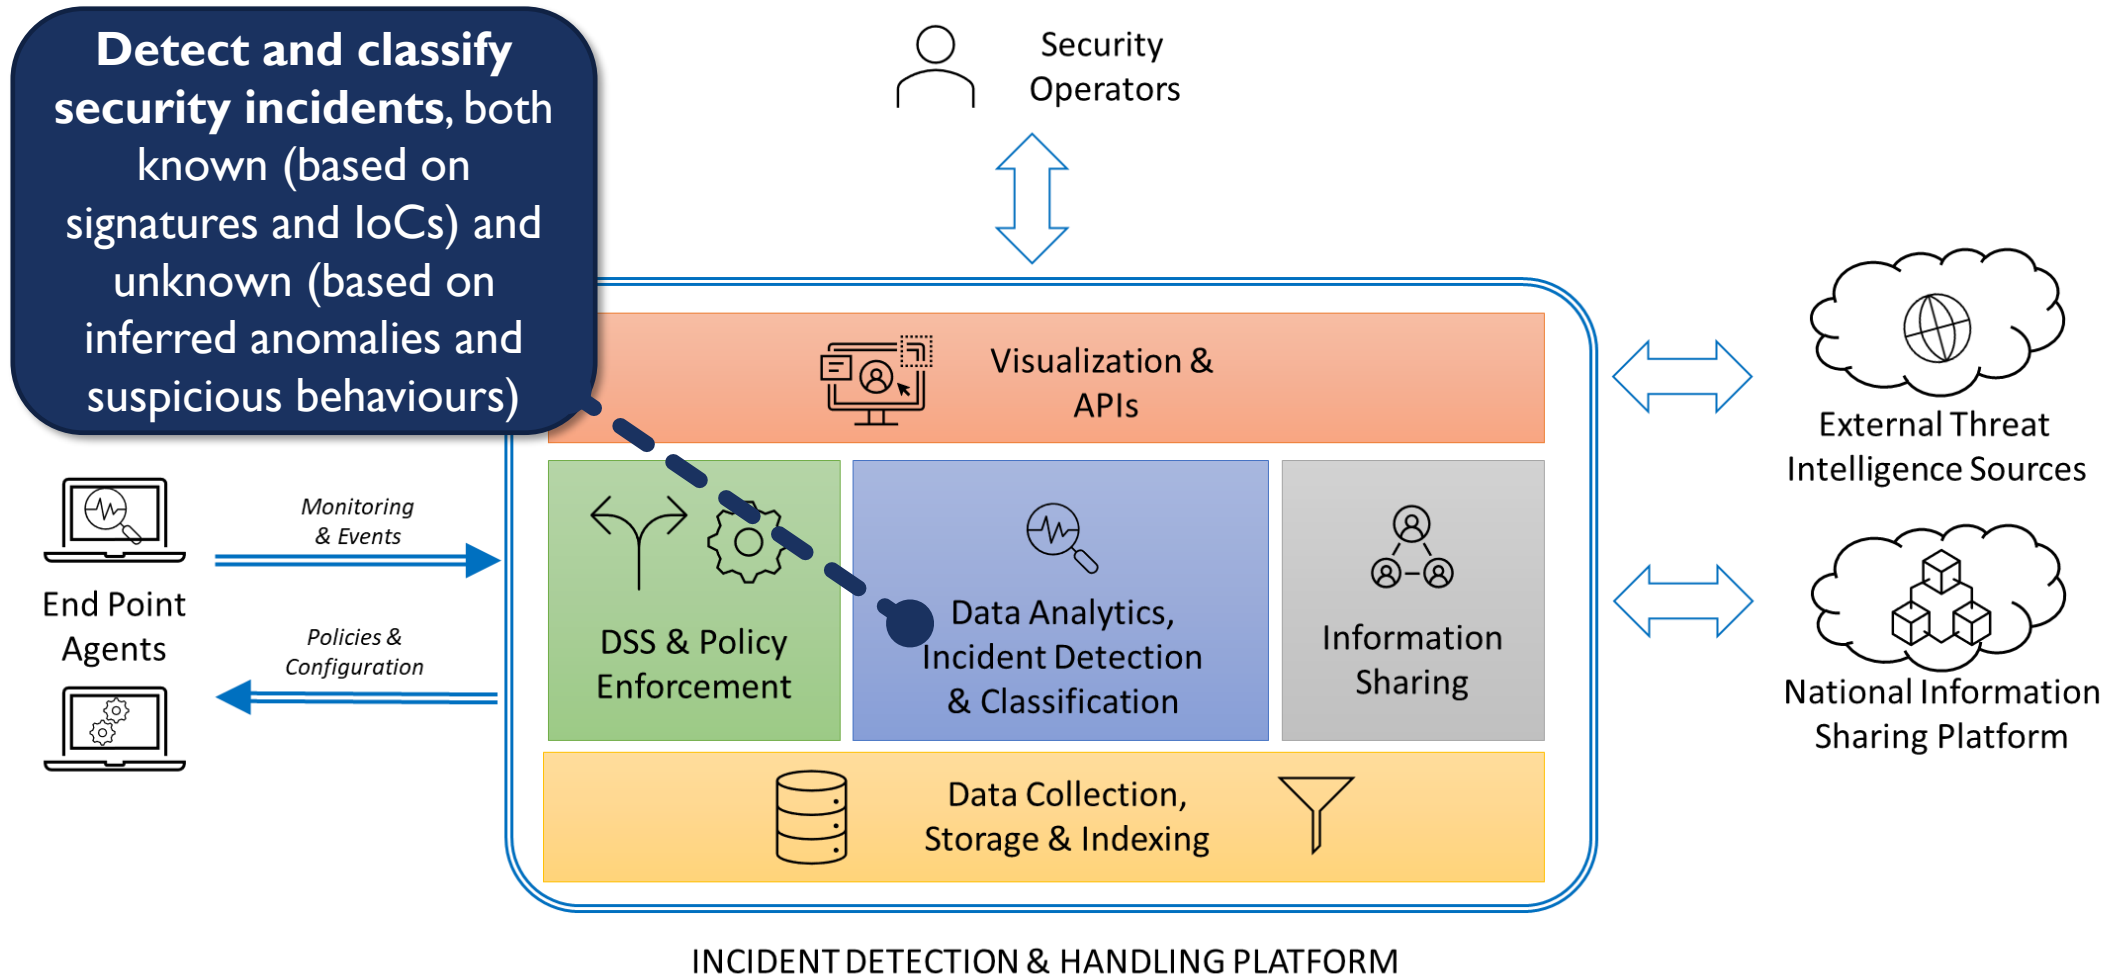 Detect and classify
security incidents, both
known (based on
signatures and IoCs) and
unknown (based on
inferred anomalies and
suspicious behaviours)
Security
Operators
Visualization &
APIs
External Threat
Intelligence Sources
Monitoring
& Events
End Point
Agents
Policies &
Configuration
DSS & Policy
Enforcement
Data Analytics,
Incident Detection
& Classification
Information
Sharing
National Information
Sharing Platform
Data Collection,
Storage & Indexing
INCIDENT DETECTION & HANDLING PLATFORM